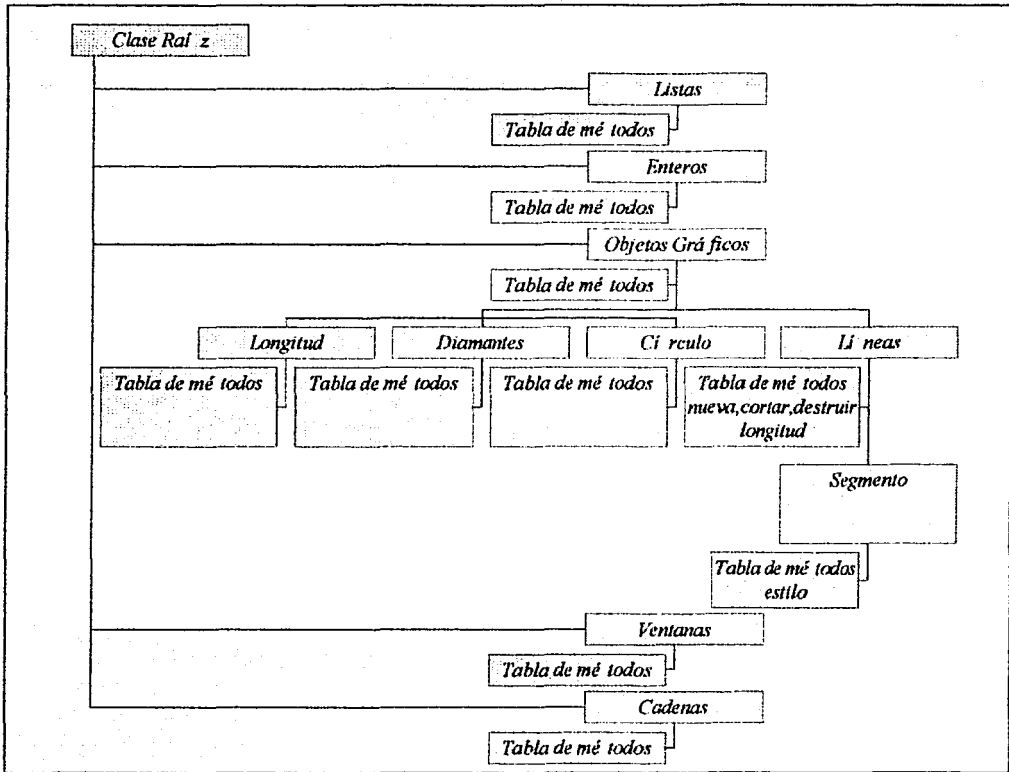 Clase Raí z
Listas
Tabla de mé todos
Enteros
Tabla de mé todos
Objetos Grá ficos
Tabla de mé todos
Longitud
Diamantes
Cí rculo
Lí neas
Tabla de mé todos
Tabla de mé todos
Tabla de mé todos
Tabla de mé todos
nueva,cortar,destruir
longitud
Segmento
Tabla de mé todos
estilo
Ventanas
Tabla de mé todos
Cadenas
Tabla de mé todos